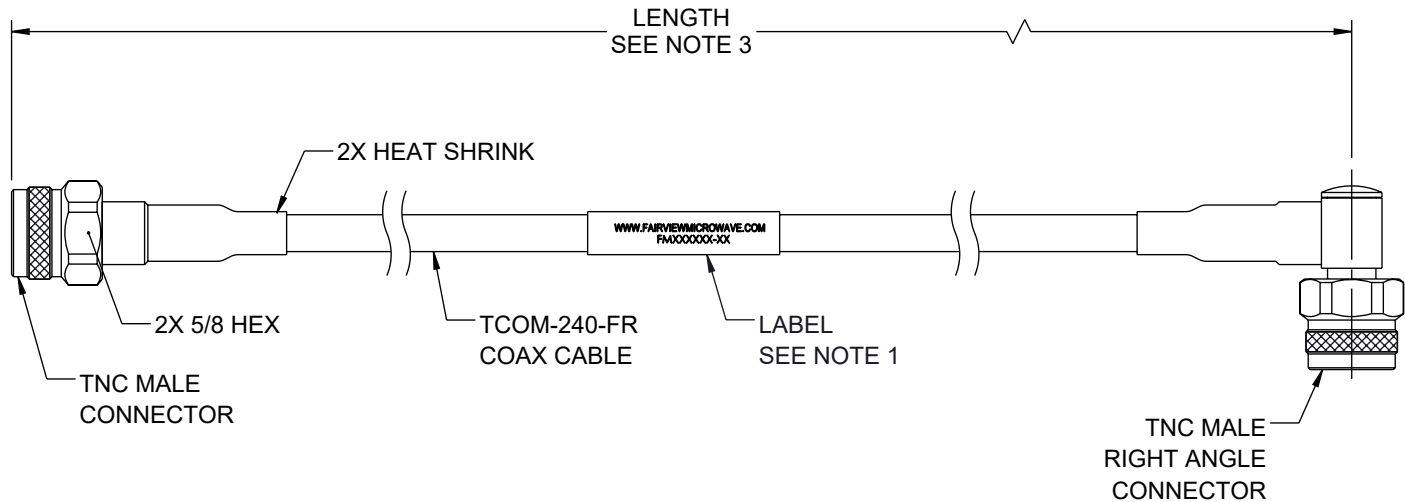 LENGTH
SEE NOTE 3
2X HEAT SHRINK
WWW.FAIRVIEWMICROWAVE.COM
FMXXXXXX-XX
2X 5/8 HEX
TCOM-240-FR
COAX CABLE
LABEL
SEE NOTE 1
TNC MALE
CONNECTOR
TNC MALE
RIGHT ANGLE
CONNECTOR